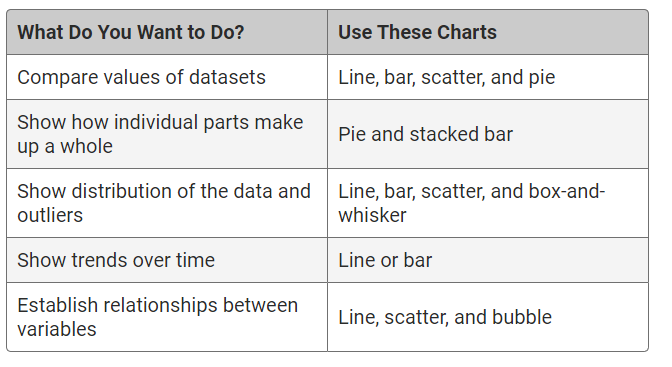 What Do You Want to Do?
Use These Charts
Compare values of datasets
Line, bar, scatter, and pie
Show how individual parts make
up a whole
Pie and stacked bar
Show distribution of the data and
outliers
Line, bar, scatter, and box-and-
whisker
Show trends over time
Line or bar
Establish relationships between
variables
Line, scatter, and bubble